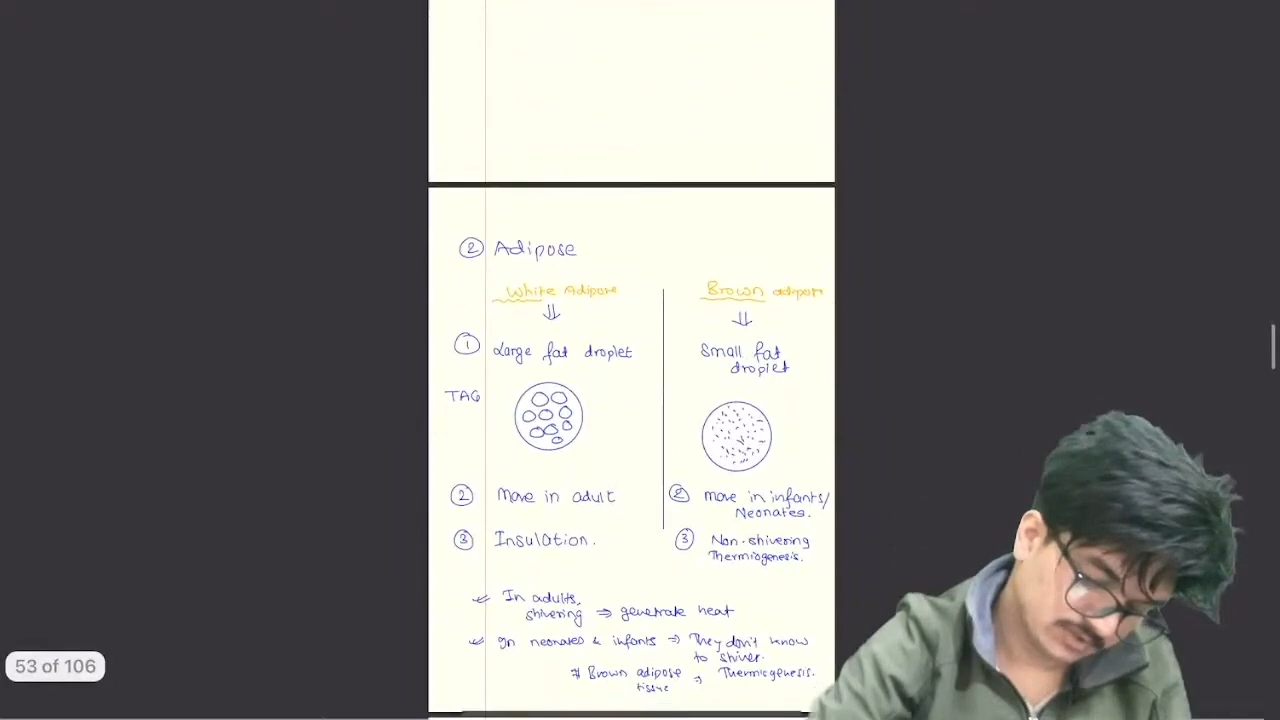 ② Adipose
White Adipose
Brown adipose
① Large fat droplet
Small fat
droplet
TAG
② More in adult
② more in infants/
Neonates.
③ Insulation.
③ Non-shivering
Thermiogenesis.
In adults,
shivering ⇒ generate heat
In neonates & infants ⇒ They don't know
to shiver.
Brown adipose → Thermiogenesis.
tissue
53 of 106